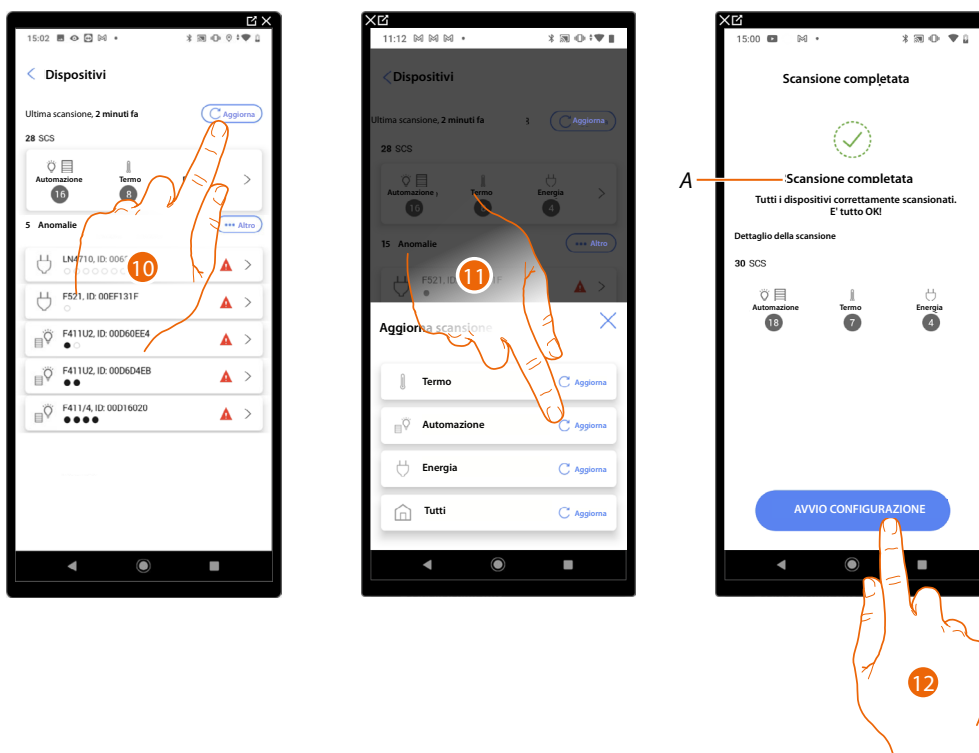 15:02
Dispositivi
Ultima scansione, 2 minuti fa
Aggiorna
28 SCS
Automazione
Termo
16
8
5 Anomalie
Altro
LN4710, ID: 006
F521, ID: 00EF131F
F411U2, ID: 00D60EE4
F411U2, ID: 00D6D4EB
F411/4, ID: 00D16020
10
11:12
Dispositivi
Ultima scansione, 2 minuti fa
Aggiorna
28 SCS
Automazione
Termo
Energia
16
4
15 Anomalie
Altro
F521, ID:
11
Aggiorna scansione
Termo
Aggiorna
Automazione
Aggiorna
Energia
Aggiorna
Tutti
Aggiorna
15:00
Scansione completata
A
Scansione completata
Tutti i dispositivi correttamente scansionati.
E' tutto OK!
Dettaglio della scansione
30 SCS
Automazione
Termo
Energia
18
7
4
AVVIO CONFIGURAZIONE
12